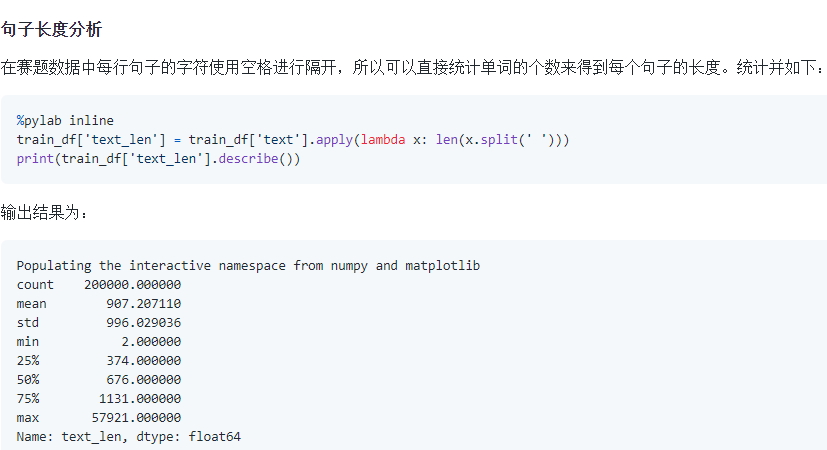 句子长度分析
在赛题数据中每行句子的字符使用空格进行隔开，所以可以直接统计单词的个数来得到每个句子的长度。统计并如下：
%pylab inline
train_df['text_len'] = train_df['text'].apply(lambda x: len(x.split(' ')))
print(train_df['text_len'].describe())
输出结果为：
Populating the interactive namespace from numpy and matplotlib
count    200000.000000
mean        907.207110
std         996.029036
min           2.000000
25%         374.000000
50%         676.000000
75%        1131.000000
max       57921.000000
Name: text_len, dtype: float64